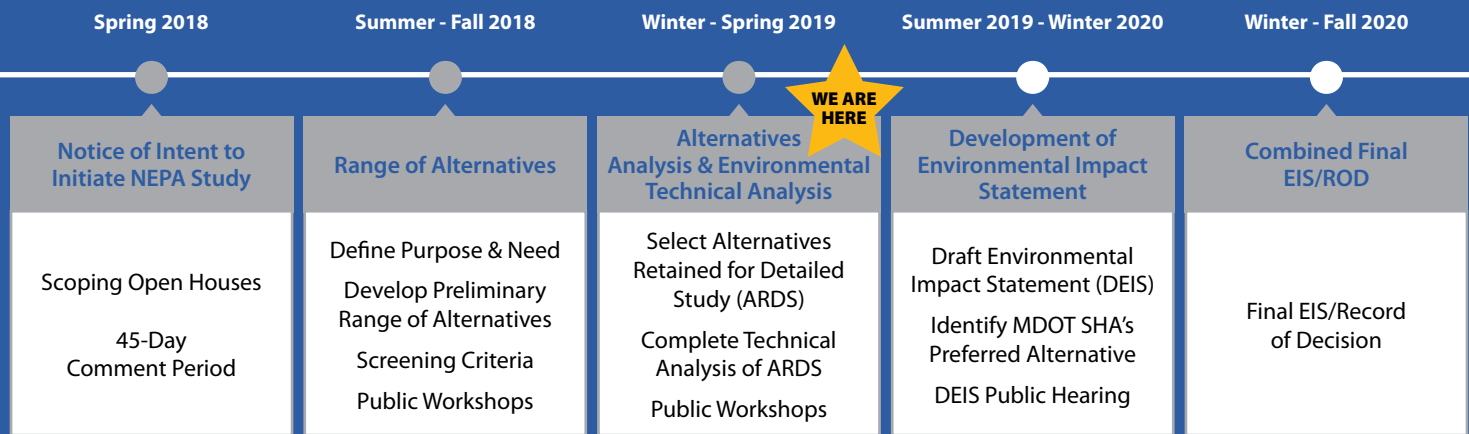 Spring 2018
Summer - Fall 2018
Winter - Spring 2019
Summer 2019 - Winter 2020
Winter - Fall 2020
WE ARE
HERE
Notice of Intent to
Initiate NEPA Study
Scoping Open Houses
45-Day
Comment Period
Range of Alternatives
Define Purpose & Need
Develop Preliminary
Range of Alternatives
Screening Criteria
Public Workshops
Alternatives
Analysis & Environmental
Technical Analysis
Select Alternatives
Retained for Detailed
Study (ARDS)
Complete Technical
Analysis of ARDS
Public Workshops
Development of
Environmental Impact
Statement
Draft Environmental
Impact Statement (DEIS)
Identify MDOT SHA’s
Preferred Alternative
DEIS Public Hearing
Combined Final
EIS/ROD
Final EIS/Record
of Decision